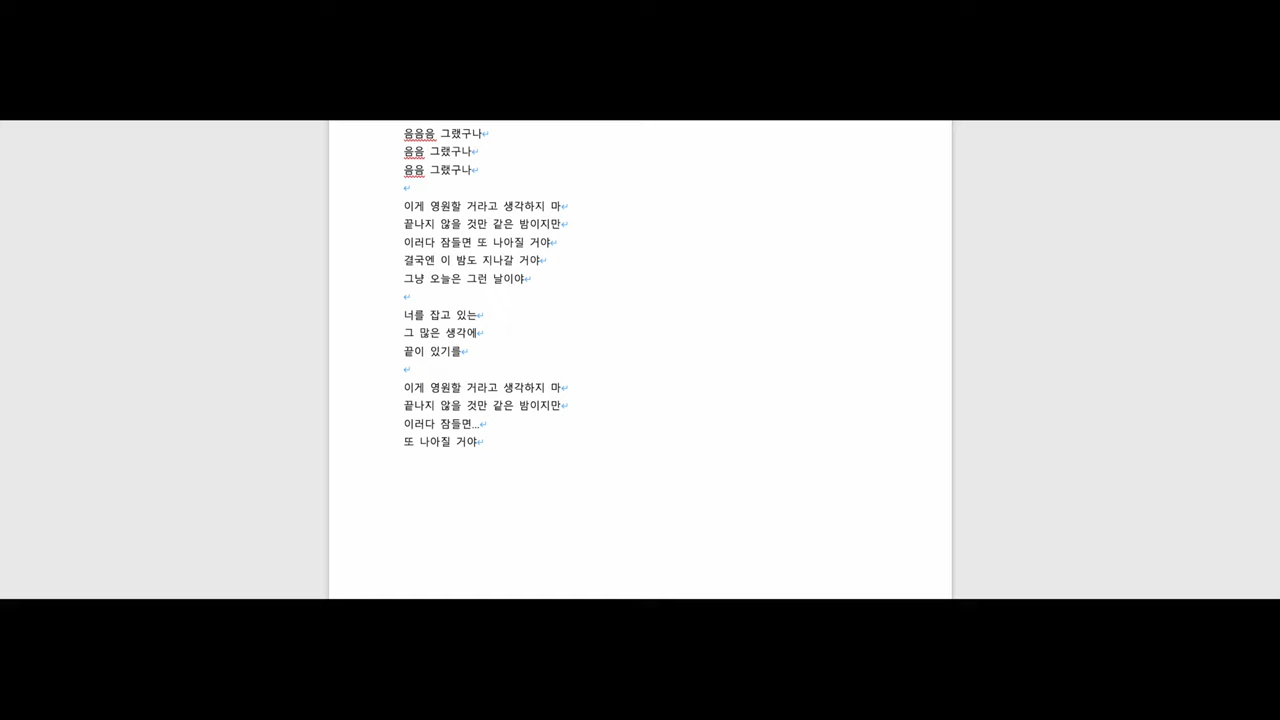 음음음 그랬구나
음음 그랬구나
음음 그랬구나
이게 영원할 거라고 생각하지 마
끝나지 않을 것만 같은 밤이지만
이러다 잠들면 또 나아질 거야
결국엔 이 밤도 지나갈 거야
그냥 오늘은 그런 날이야
너를 잡고 있는
그 많은 생각에
끝이 있기를
이게 영원할 거라고 생각하지 마
끝나지 않을 것만 같은 밤이지만
이러다 잠들면...
또 나아질 거야